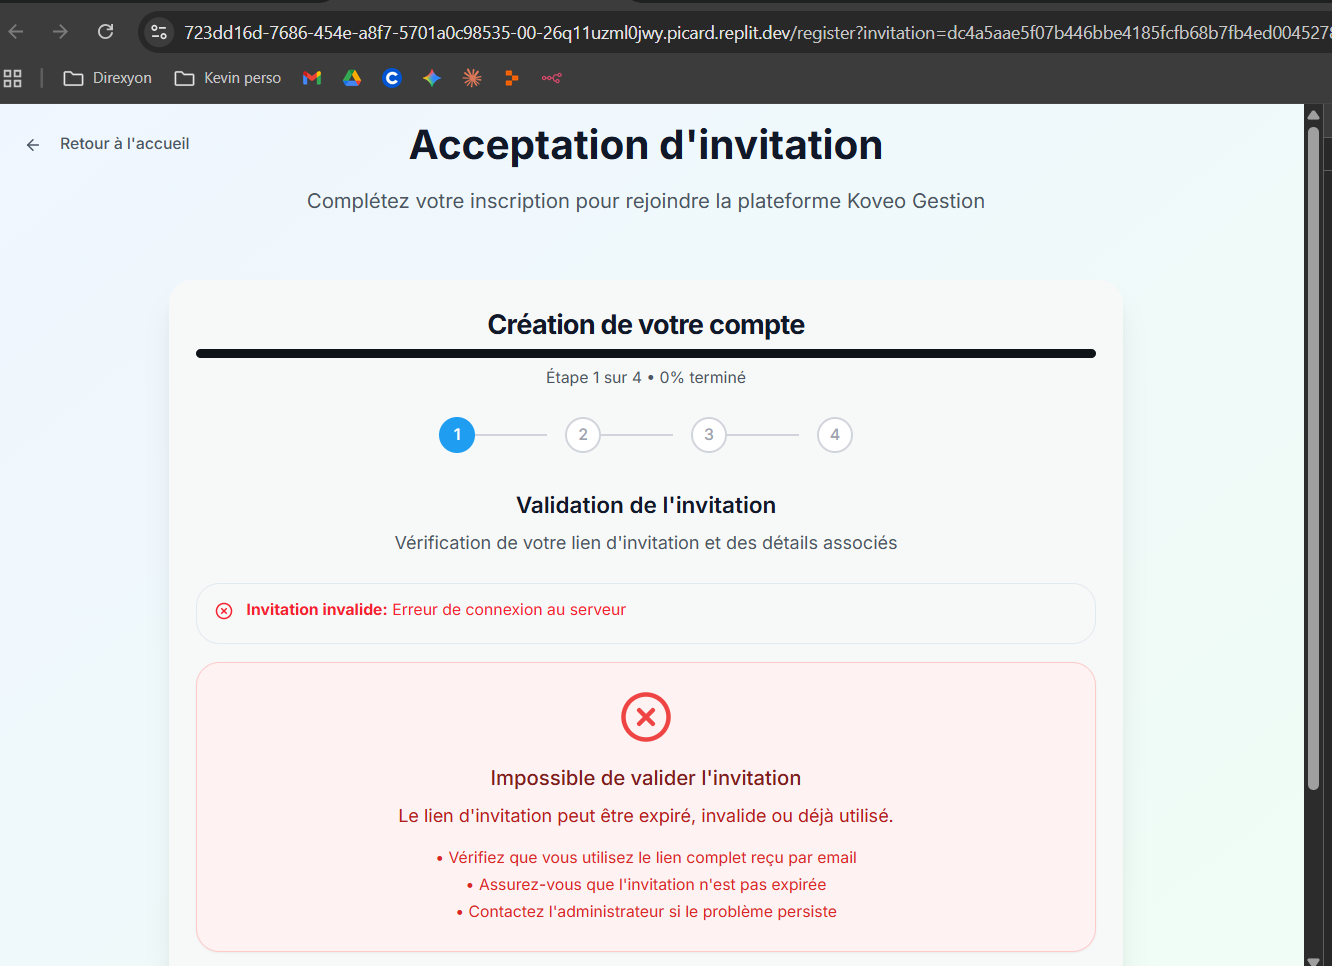 723dd16d-7686-454e-a8f7-5701a0c98535-00-26q11uzml0jwy.picard.replit.dev/register?invitation=dc4a5aae5f07b446bbe4185fcfb68b7fb4ed0045278
Direxyon
Kevin perso
Retour à l'accueil
Acceptation d'invitation
Complétez votre inscription pour rejoindre la plateforme Koveo Gestion
Création de votre compte
Étape 1 sur 4 • 0% terminé
1 2 3 4
Validation de l'invitation
Vérification de votre lien d'invitation et des détails associés
Invitation invalide: Erreur de connexion au serveur
Impossible de valider l'invitation
Le lien d'invitation peut être expiré, invalide ou déjà utilisé.
• Vérifiez que vous utilisez le lien complet reçu par email
• Assurez-vous que l'invitation n'est pas expirée
• Contactez l'administrateur si le problème persiste